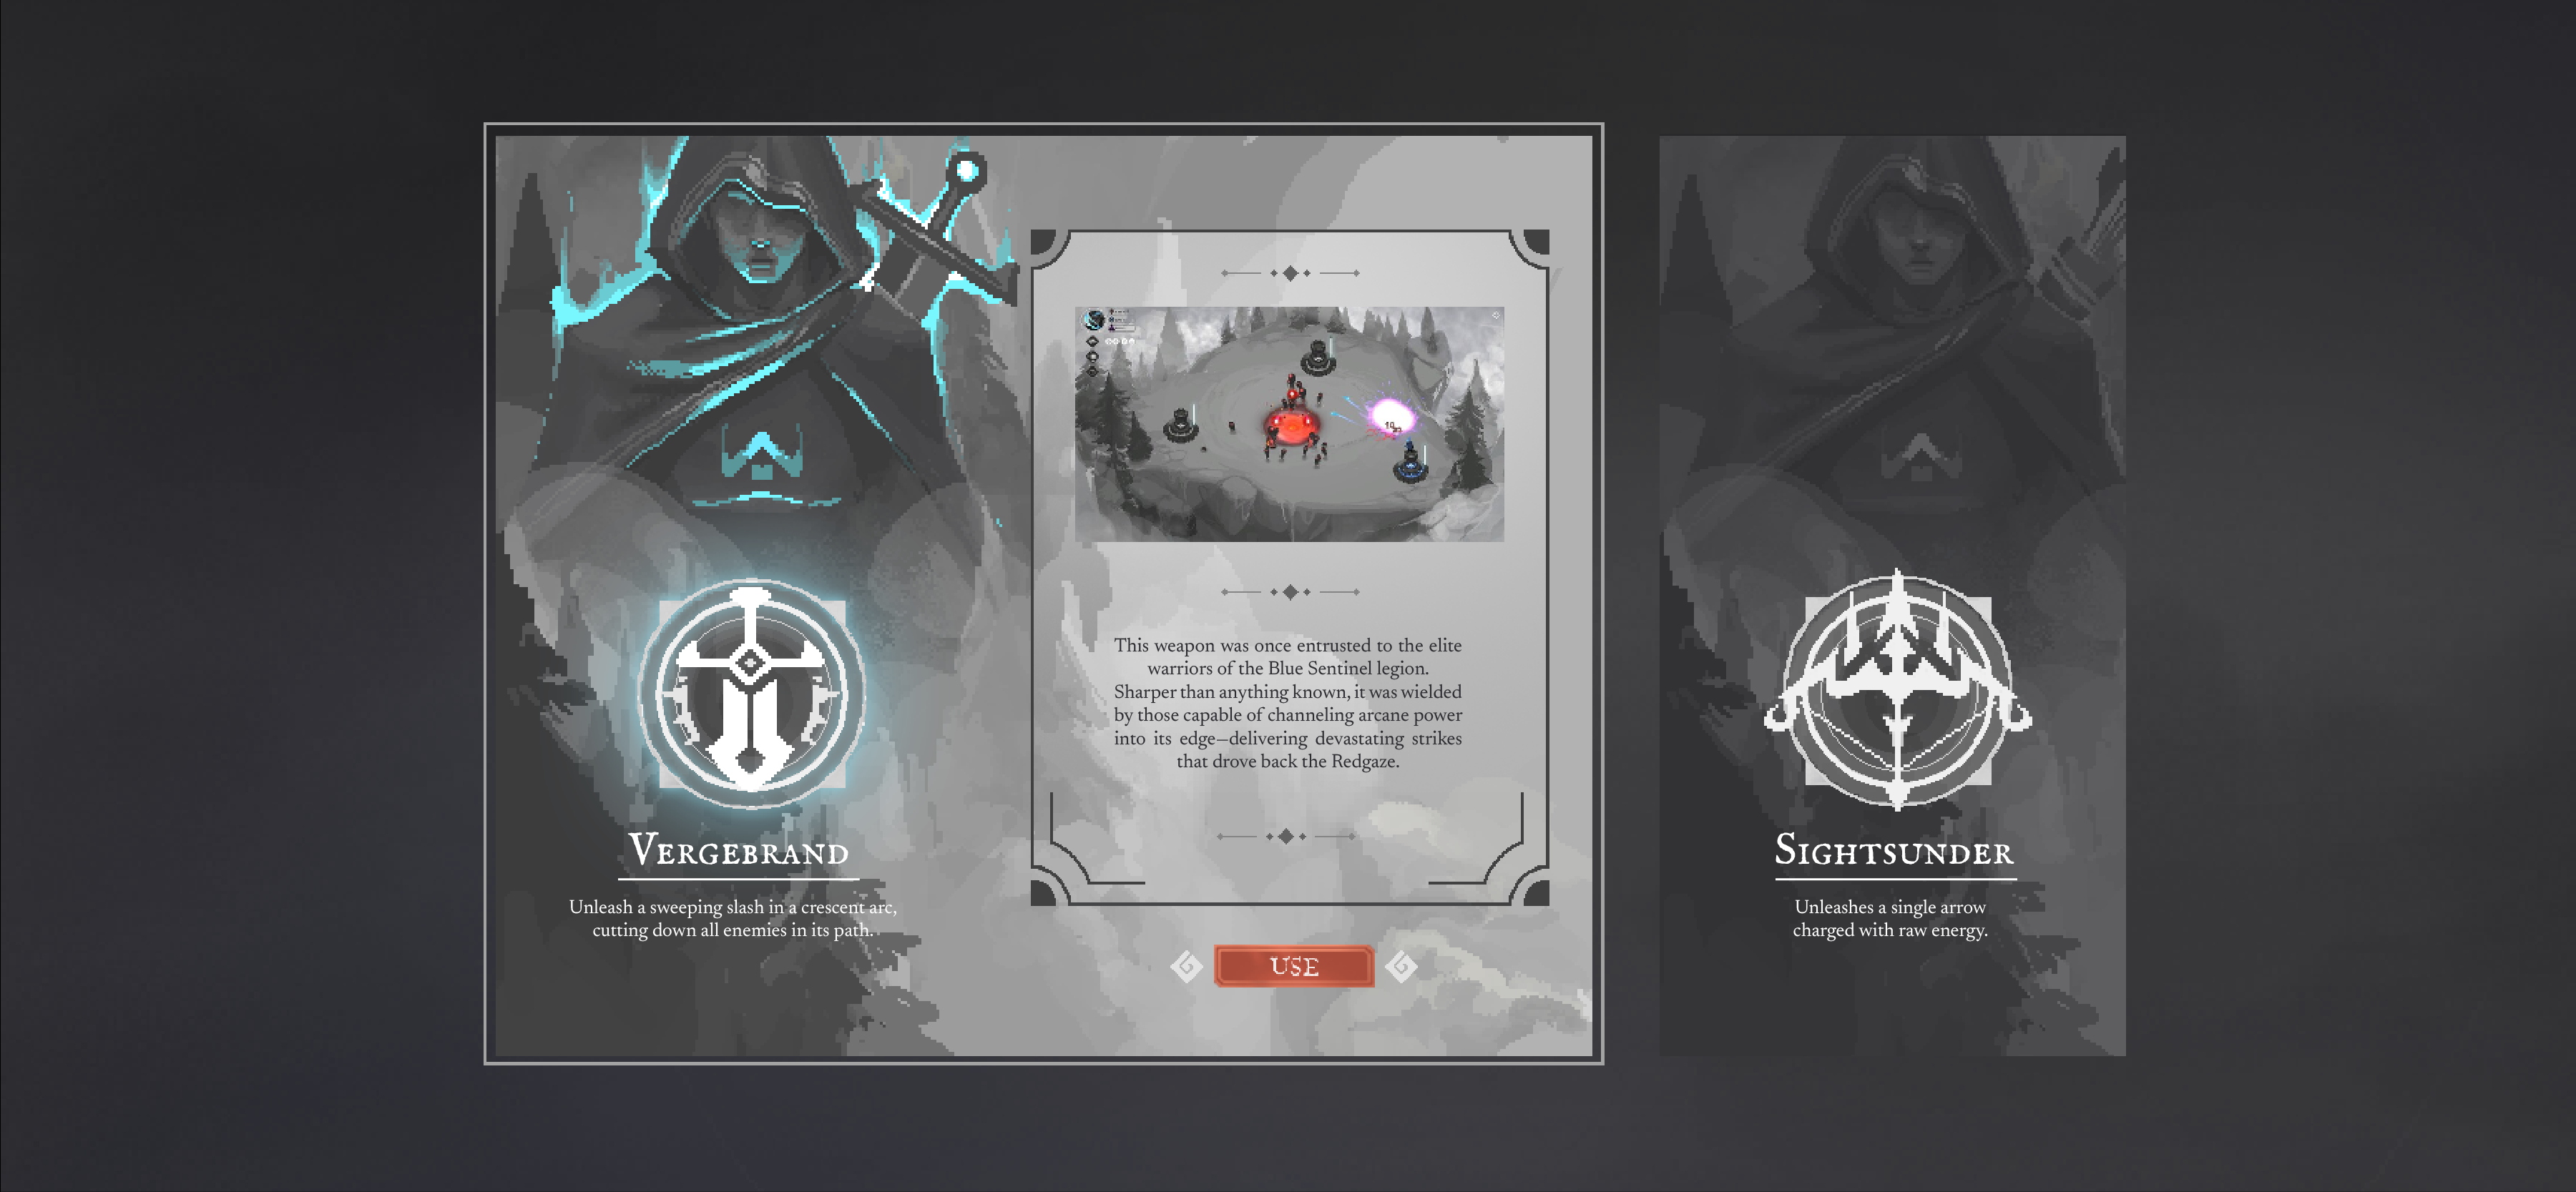 This weapon was once entrusted to the elite
warriors of the Blue Sentinel legion.
Sharper than anything known, it was wielded
by those capable of channeling arcane power
into its edge—delivering devastating strikes
that drove back the Redgaze.
Vergebrand
Unleash a sweeping slash in a crescent arc,
cutting down all enemies in its path.
USE
Sightsunder
Unleashes a single arrow
charged with raw energy.